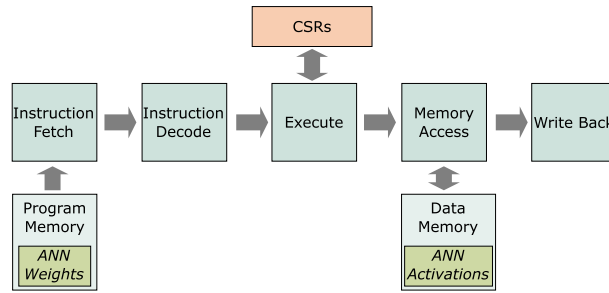 CSRs
Instruction
Fetch
Instruction
Decode
Execute
Memory
Access
Write Back
Program
Memory
ANN
Weights
Data
Memory
ANN
Activations